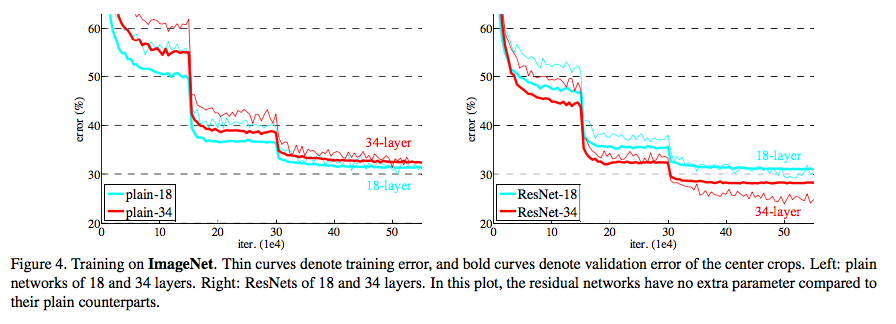 60
50
40
30
20
error (%)
0
10
20
30
40
50
iter. (1e4)
34-layer
18-layer
plain-18
plain-34
60
50
40
30
20
error (%)
0
10
20
30
40
50
iter. (1e4)
18-layer
34-layer
ResNet-18
ResNet-34
Figure 4. Training on ImageNet. Thin curves denote training error, and bold curves denote validation error of the center crops. Left: plain
networks of 18 and 34 layers. Right: ResNets of 18 and 34 layers. In this plot, the residual networks have no extra parameter compared to
their plain counterparts.